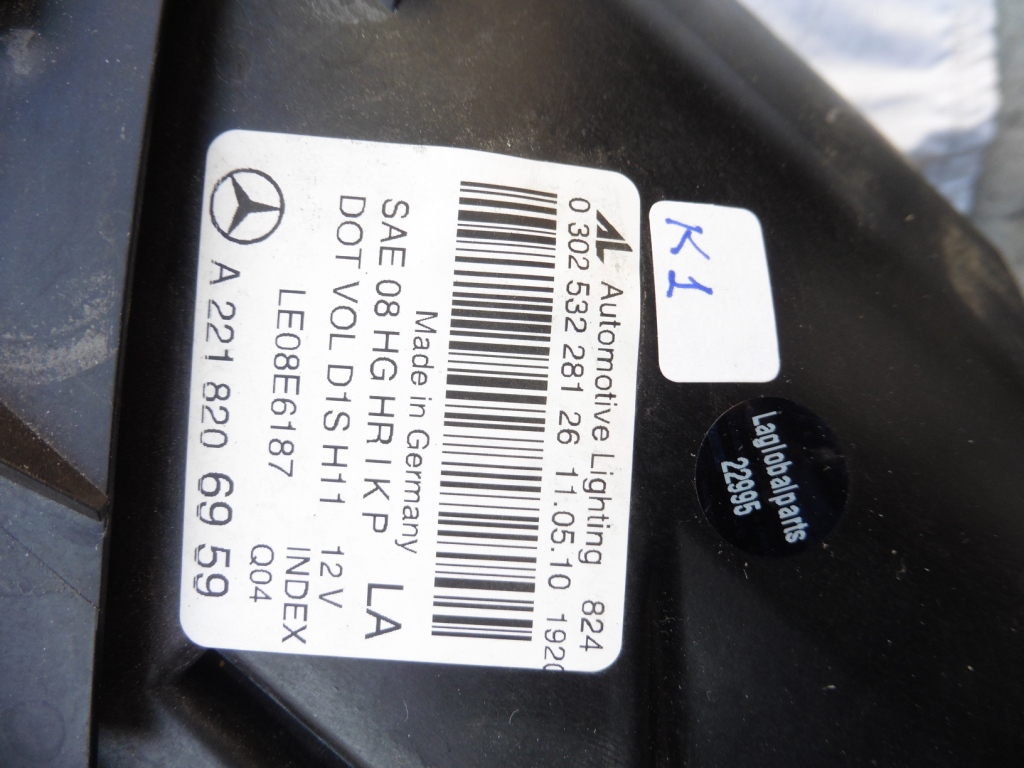 Automotive Lighting 824
0 302 532 281 26 11.05.10 192
Made in Germany
SAE 08 HG HR I K P LA
DOT VOL D1S H11 12 V
LE08E6187 INDEX
Q04
A 221 820 69 59
K1
Laglobalparts
22995